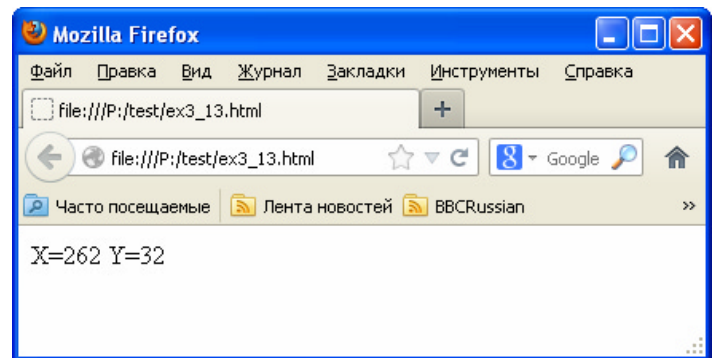 Mozilla Firefox
Файл Правка Вид Журнал Закладки Инструменты Справка
file:///P:/test/ex3_13.html +
file:///P:/test/ex3_13.html 8 Google
Часто посещаемые Лента новостей BBCRussian »
X=262 Y=32